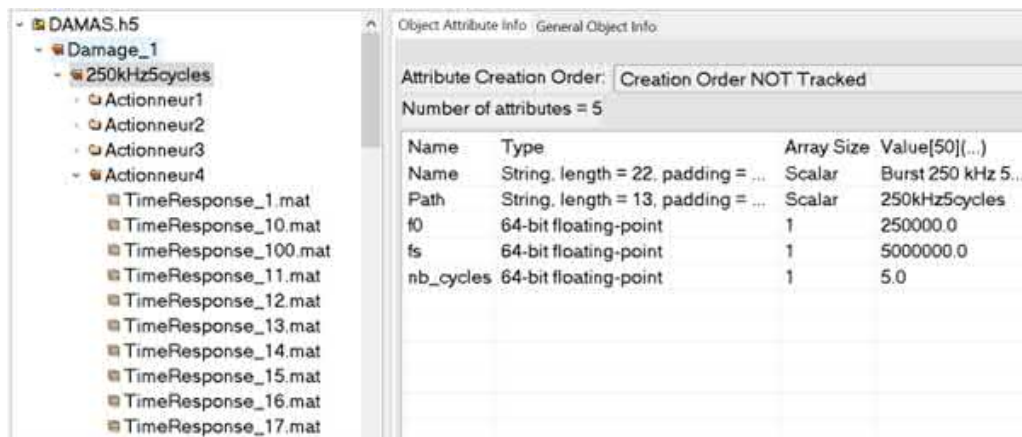 DAMAS.h5
Damage_1
250kHz5cycles
Actionneur1
Actionneur2
Actionneur3
Actionneur4
TimeResponse_1.mat
TimeResponse_10.mat
TimeResponse_100.mat
TimeResponse_11.mat
TimeResponse_12.mat
TimeResponse_13.mat
TimeResponse_14.mat
TimeResponse_15.mat
TimeResponse_16.mat
TimeResponse_17.mat
Object Attribute Info General Object Info
Attribute Creation Order: Creation Order NOT Tracked
Number of attributes = 5
Name Type Array Size Value[50](...)
Name String, length = 22, padding = ... Scalar Burst 250 kHz 5...
Path String, length = 13, padding = ... Scalar 250kHz5cycles
f0 64-bit floating-point 1 250000.0
fs 64-bit floating-point 1 5000000.0
nb_cycles 64-bit floating-point 1 5.0